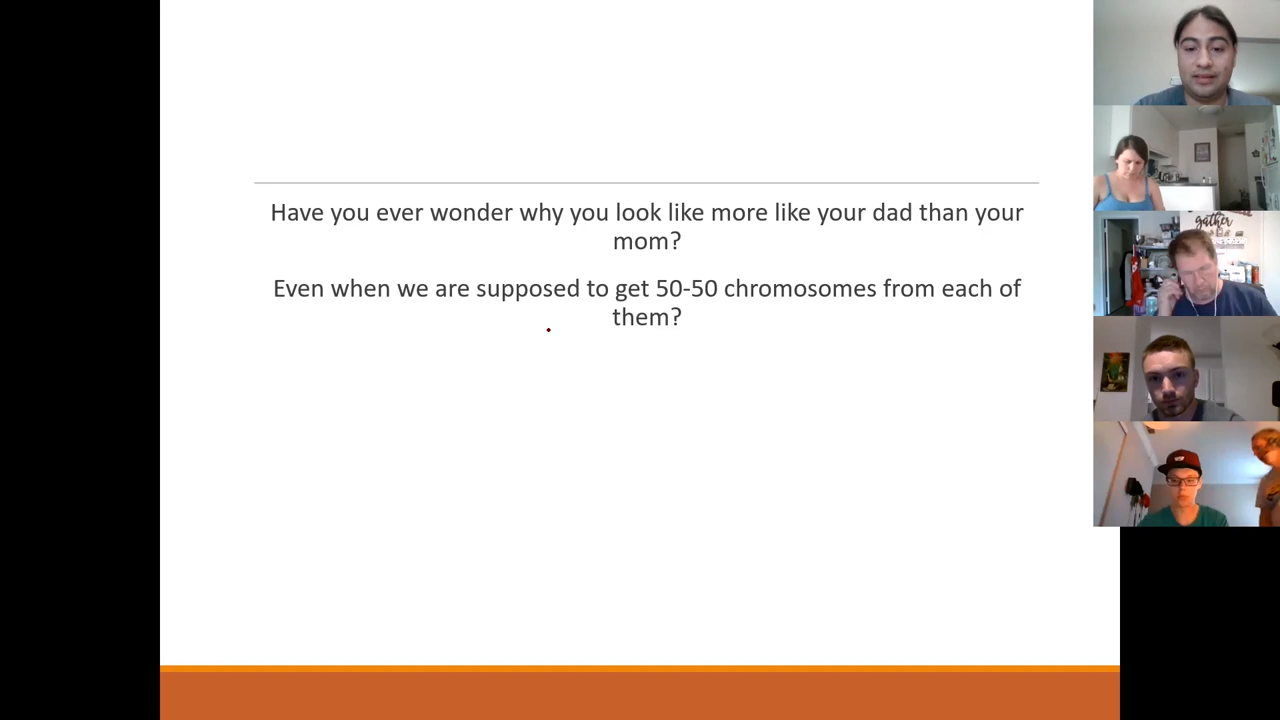 gather
Have you ever wonder why you look like more like your dad than your
mom?
Even when we are supposed to get 50-50 chromosomes from each of
them?